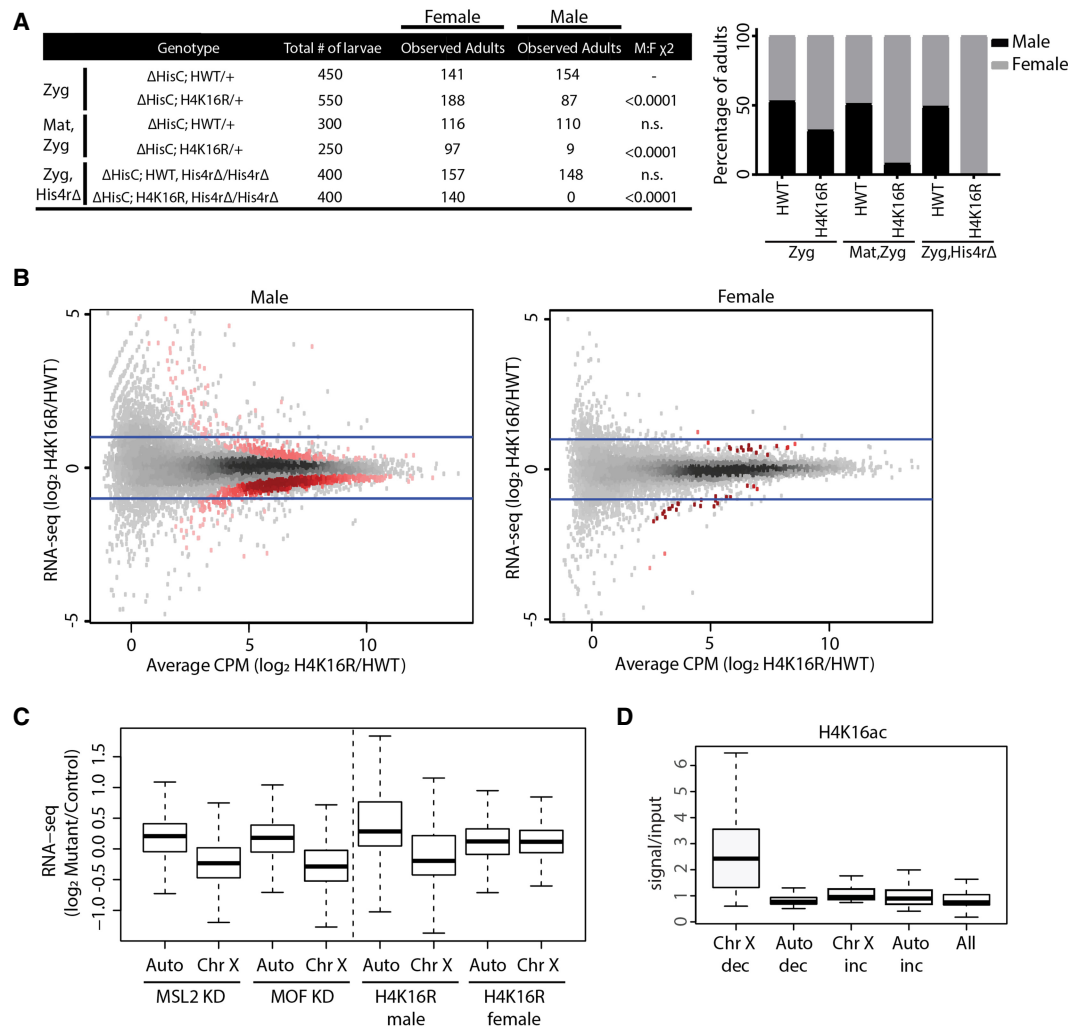 A
Female Male
Genotype Total # of larvae Observed Adults Observed Adults M:F χ2
Zyg
ΔHisC; HWT/+ 450 141 154 -
ΔHisC; H4K16R/+ 550 188 87 <0.0001
Mat, Zyg
ΔHisC; HWT/+ 300 116 110 n.s.
ΔHisC; H4K16R/+ 250 97 9 <0.0001
Zyg, His4rΔ
ΔHisC; HWT, His4rΔ/His4rΔ 400 157 148 n.s.
ΔHisC; H4K16R, His4rΔ/His4rΔ 400 140 0 <0.0001
Percentage of adults
100
50
0
Male
Female
HWT H4K16R HWT H4K16R HWT H4K16R
Zyg Mat,Zyg Zyg,His4rΔ
B
Male
RNA-seq (log₂ H4K16R/HWT)
5
0
-5
0 5 10
Average CPM (log₂ H4K16R/HWT)
Female
RNA-seq (log₂ H4K16R/HWT)
5
0
-5
0 5 10
Average CPM (log₂ H4K16R/HWT)
C
RNA-seq
(log₂ Mutant/Control)
-1.0 -0.5 0.0 0.5 1.0 1.5
Auto Chr X Auto Chr X Auto Chr X Auto Chr X
MSL2 KD MOF KD H4K16R male H4K16R female
D
H4K16ac
signal/input
0 1 2 3 4 5 6
Chr X dec Auto dec Chr X inc Auto inc All